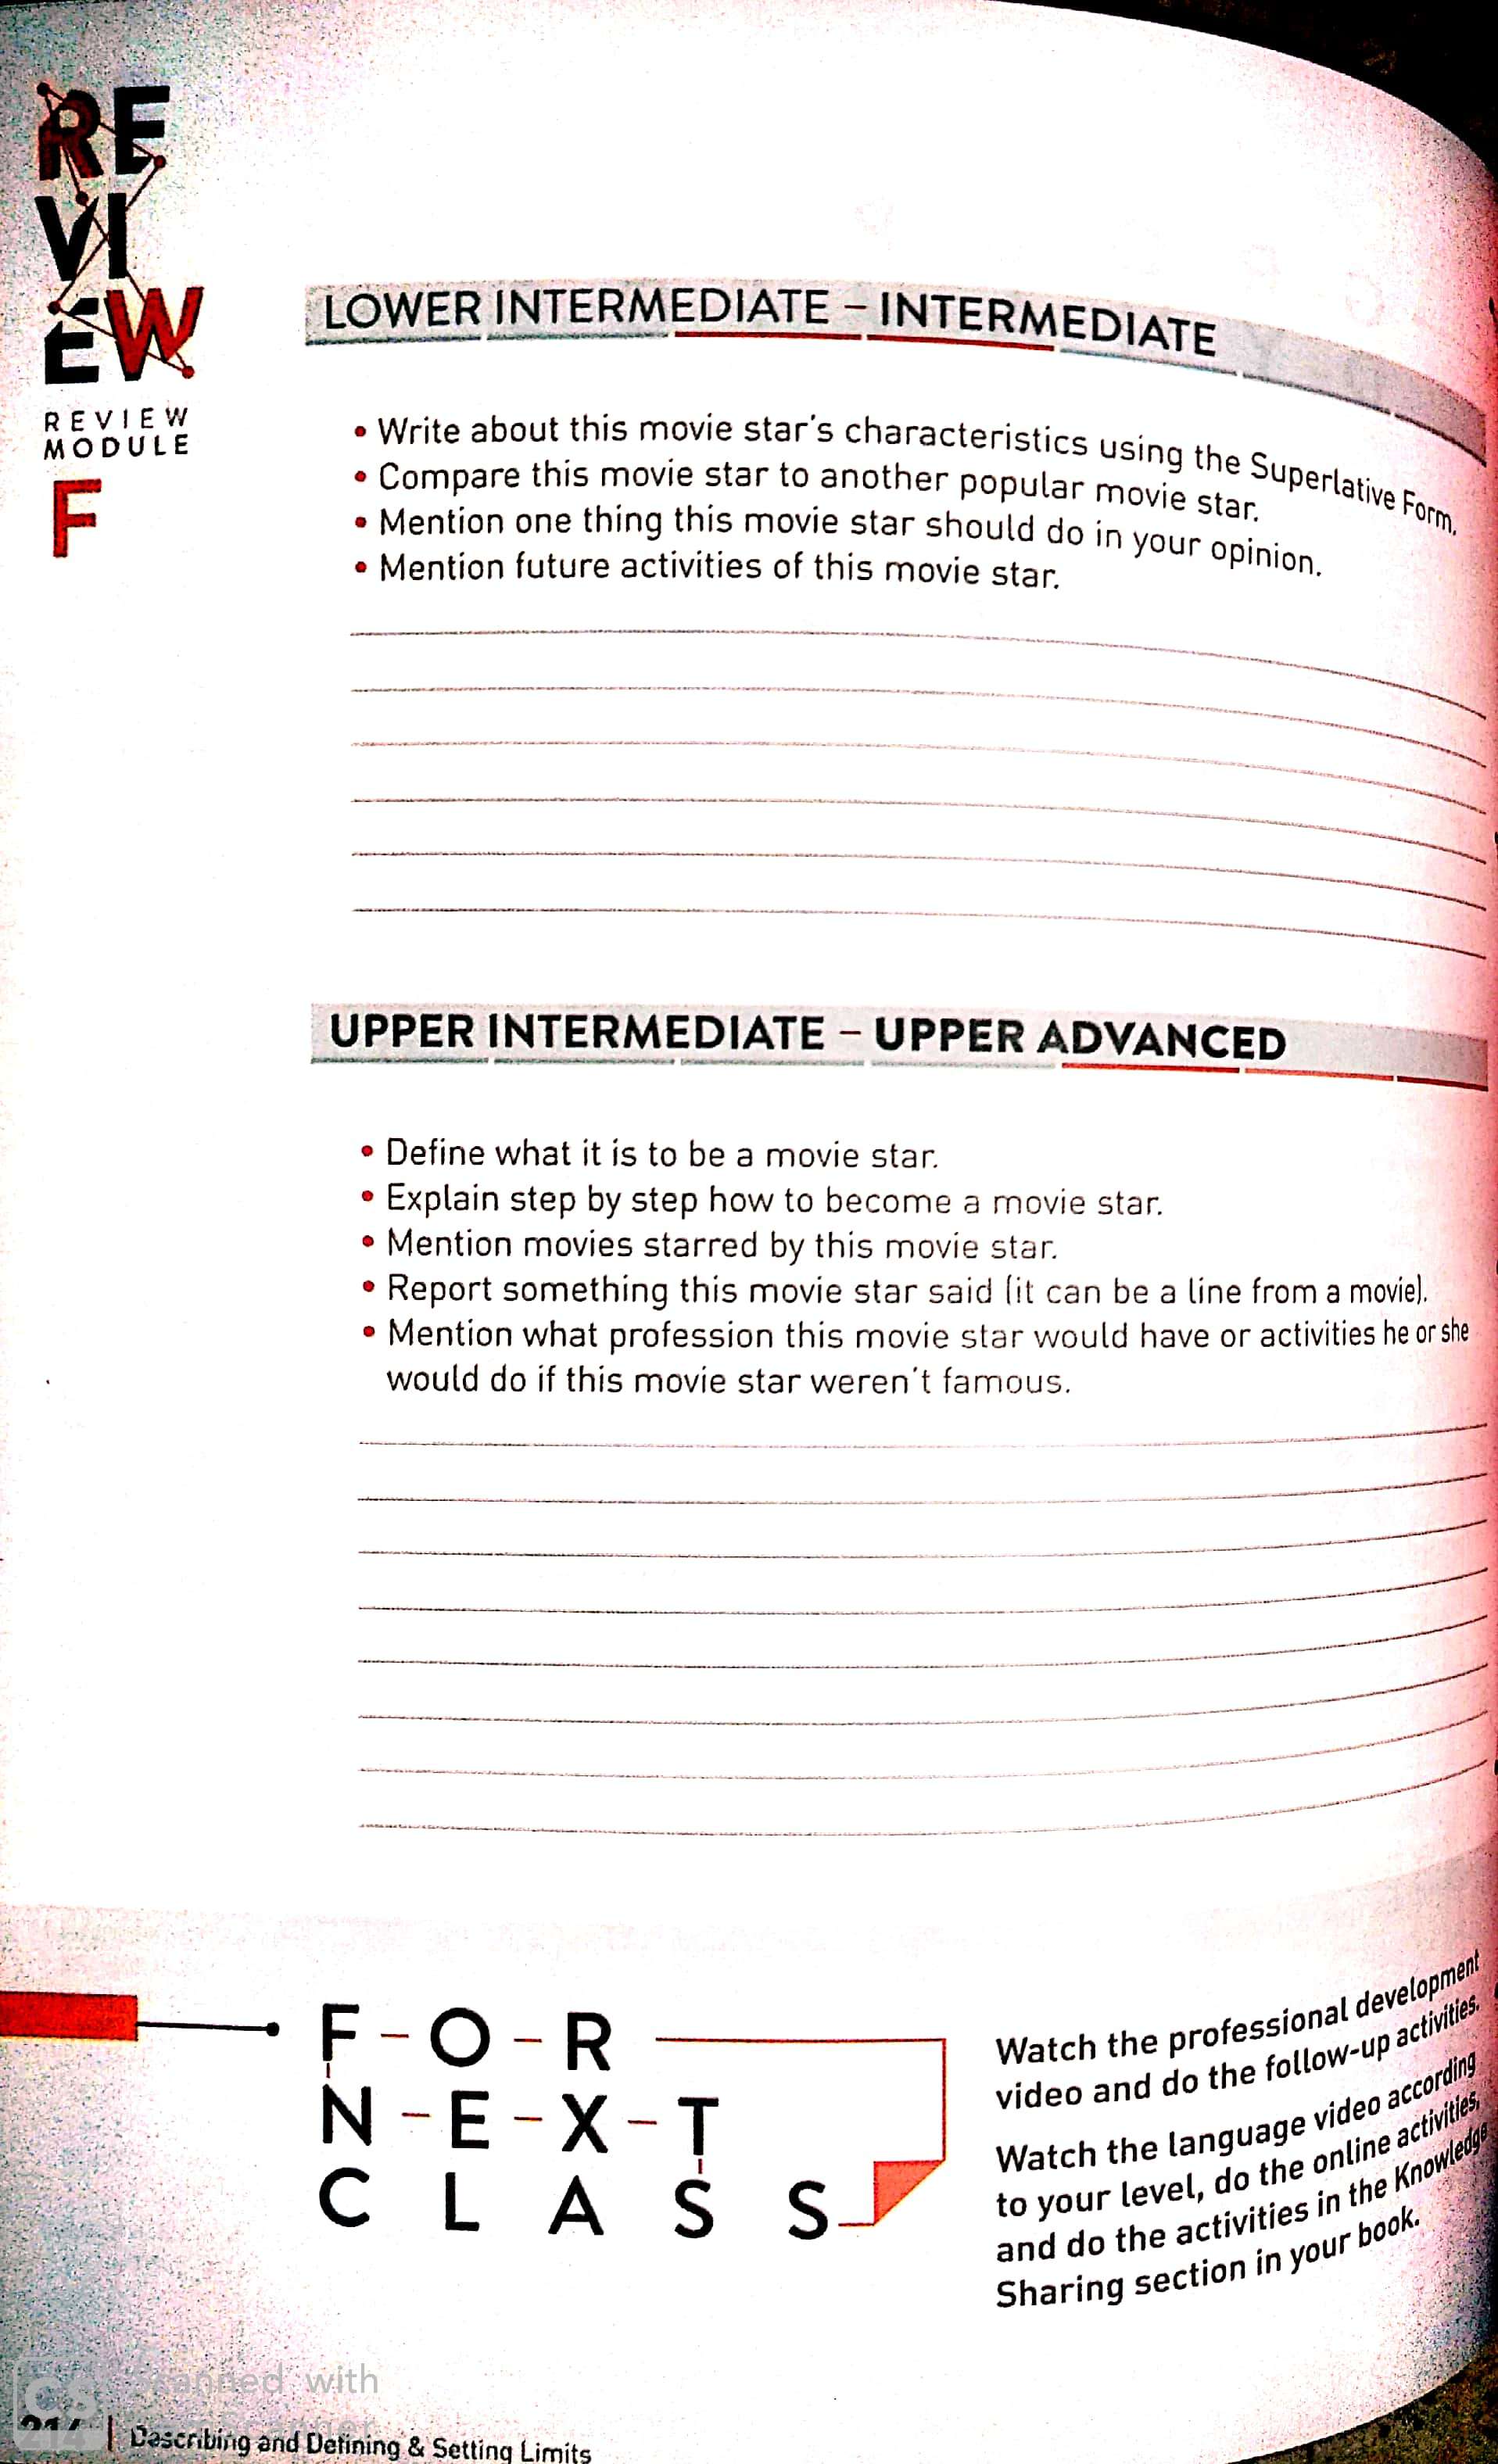 RE
VI
EW
REVIEW
MODULE
F
LOWER INTERMEDIATE – INTERMEDIATE
• Write about this movie star's characteristics using the Superlative Form.
• Compare this movie star to another popular movie star.
• Mention one thing this movie star should do in your opinion.
• Mention future activities of this movie star.
UPPER INTERMEDIATE – UPPER ADVANCED
• Define what it is to be a movie star.
• Explain step by step how to become a movie star.
• Mention movies starred by this movie star.
• Report something this movie star said (it can be a line from a movie).
• Mention what profession this movie star would have or activities he or she
would do if this movie star weren't famous.
F-O-R
N-E-X-T
C L A S S
Watch the professional development
video and do the follow-up activities.
Watch the language video according
to your level, do the online activities,
and do the activities in the Knowledge
Sharing section in your book.
CS
Scanned with
214 | Describing and Defining & Setting Limits